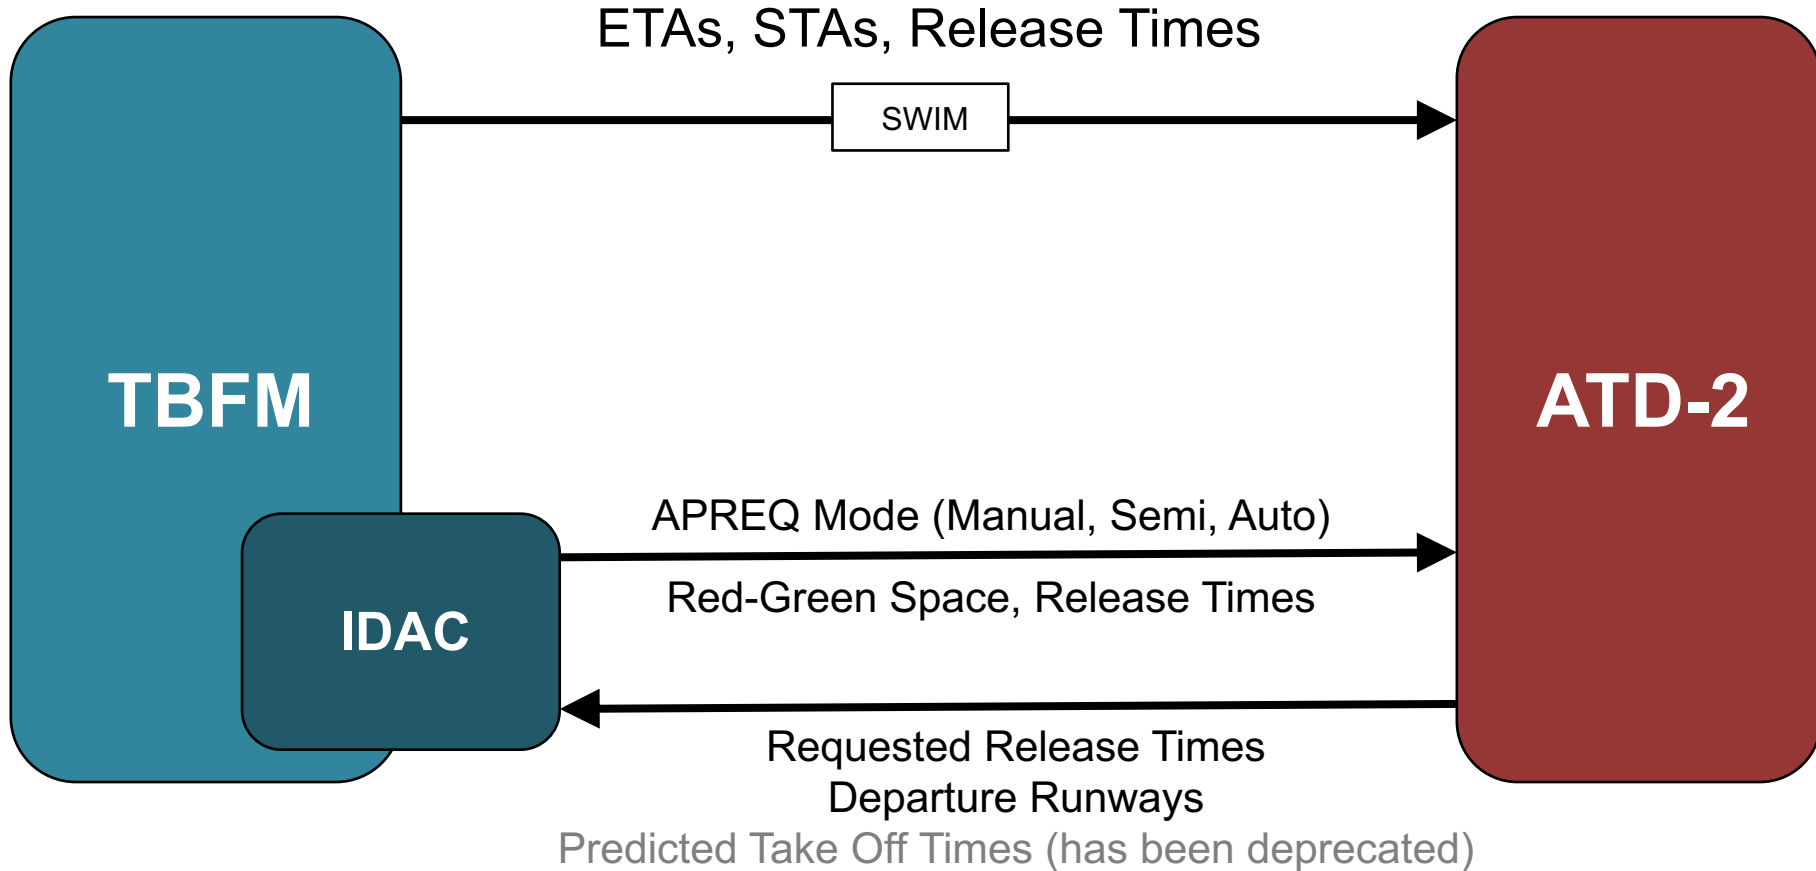 ETAs, STAs, Release Times
SWIM
TBFM
ATD-2
APREQ Mode (Manual, Semi, Auto)
Red-Green Space, Release Times
IDAC
Requested Release Times
Departure Runways
Predicted Take Off Times (has been deprecated)